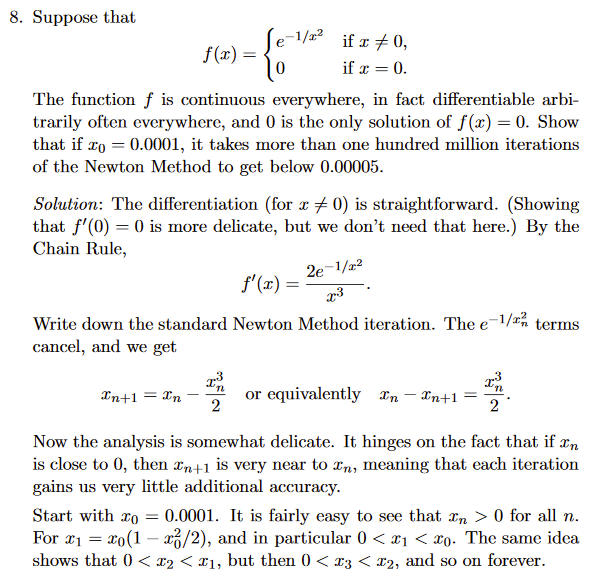 8. Suppose that
f(x) = { e^{-1/x^2} if x ≠ 0,
0 if x = 0.
The function f is continuous everywhere, in fact differentiable arbi-
trarily often everywhere, and 0 is the only solution of f(x) = 0. Show
that if x_0 = 0.0001, it takes more than one hundred million iterations
of the Newton Method to get below 0.00005.
Solution: The differentiation (for x ≠ 0) is straightforward. (Showing
that f′(0) = 0 is more delicate, but we don't need that here.) By the
Chain Rule,
f′(x) = 2e^{-1/x^2} / x^3.
Write down the standard Newton Method iteration. The e^{-1/x_n^2} terms
cancel, and we get
x_{n+1} = x_n − x_n^3 / 2 or equivalently x_n − x_{n+1} = x_n^3 / 2.
Now the analysis is somewhat delicate. It hinges on the fact that if x_n
is close to 0, then x_{n+1} is very near to x_n, meaning that each iteration
gains us very little additional accuracy.
Start with x_0 = 0.0001. It is fairly easy to see that x_n > 0 for all n.
For x_1 = x_0(1 − x_0^2/2), and in particular 0 < x_1 < x_0. The same idea
shows that 0 < x_2 < x_1, but then 0 < x_3 < x_2, and so on forever.